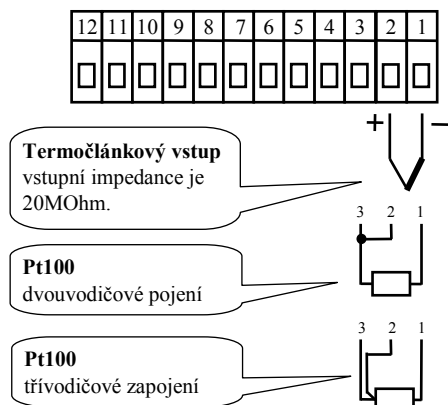 12 11 10 9 8 7 6 5 4 3 2 1
+ −
Termočlánkový vstup
vstupní impedance je
20MOhm.
3 2 1
Pt100
dvouvodičové pojení
3 2 1
Pt100
třívodičové zapojení